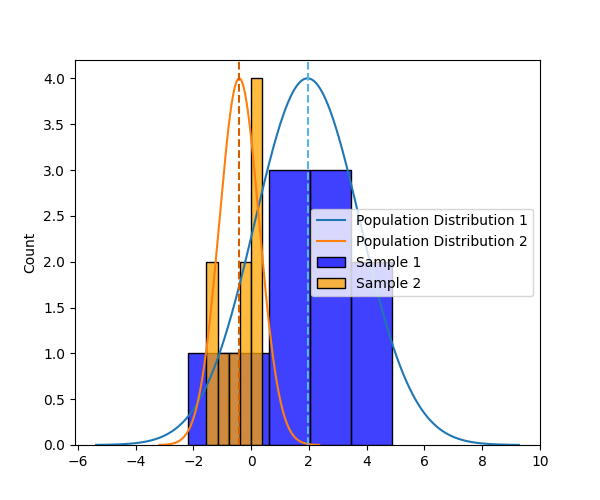 4.0
3.5
3.0
2.5
2.0
1.5
1.0
0.5
0.0
Count
Population Distribution 1
Population Distribution 2
Sample 1
Sample 2
−6 −4 −2 0 2 4 6 8 10